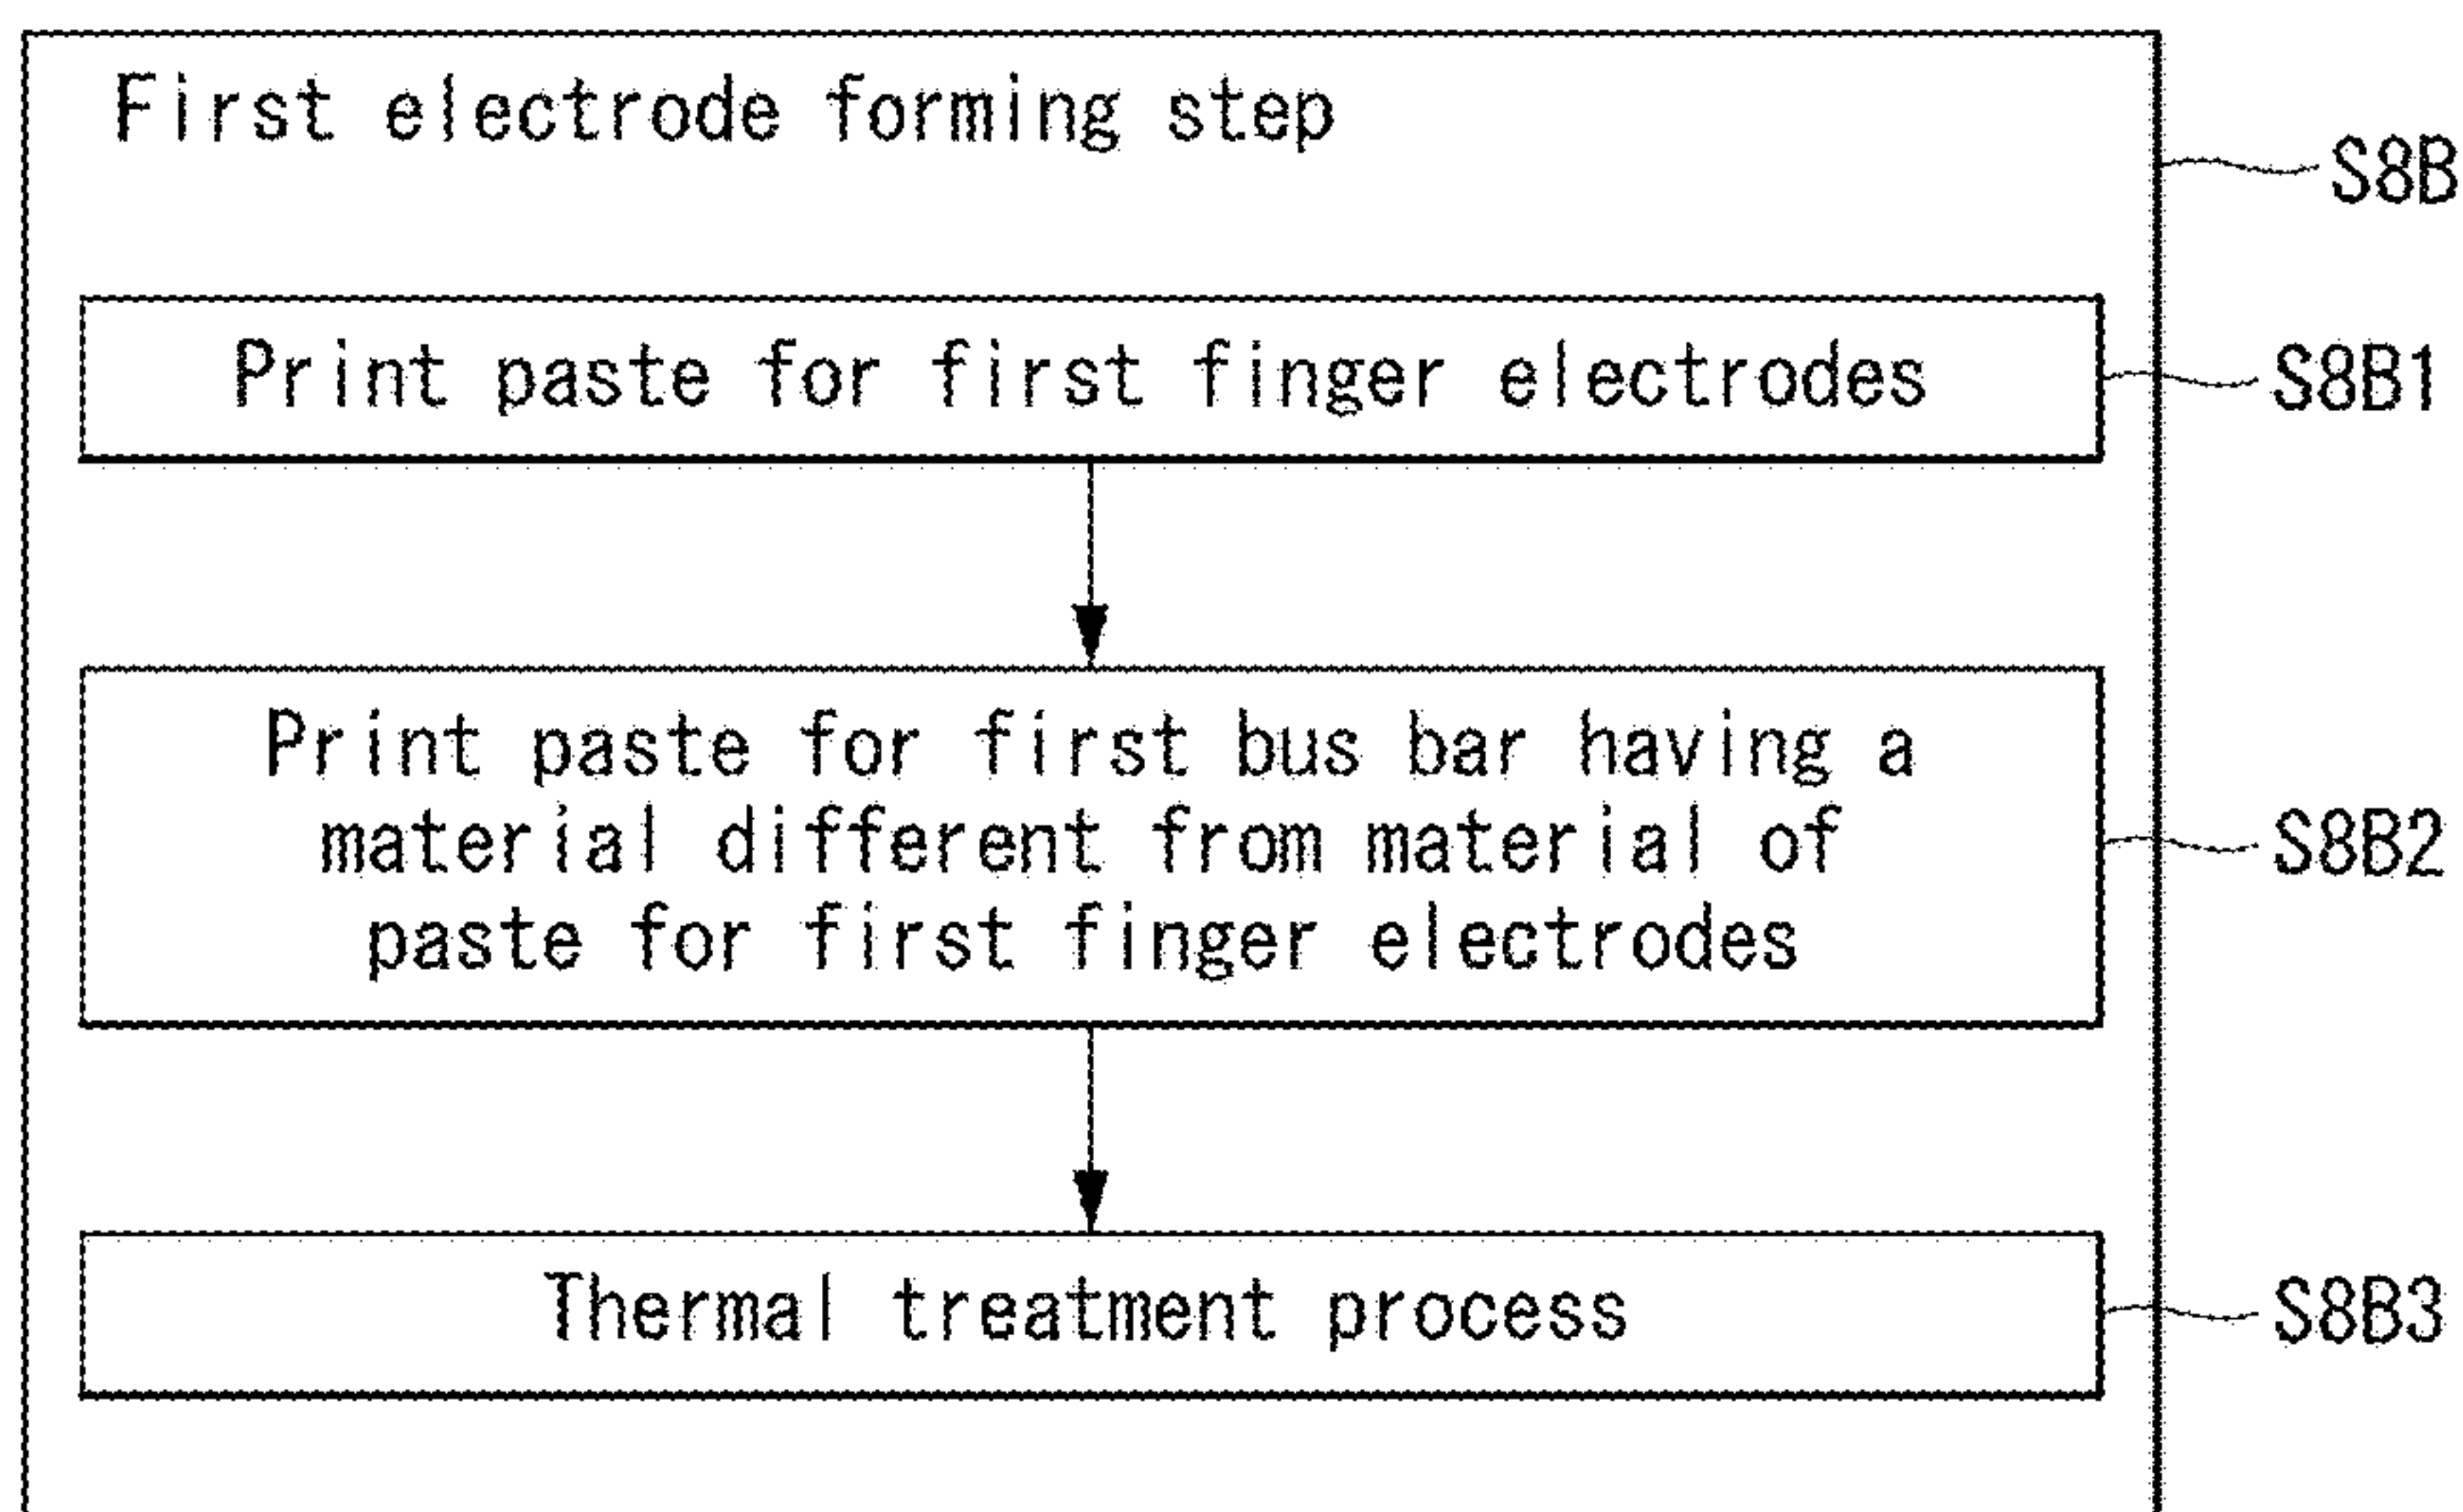 First electrode forming step
S8B
Print paste for first finger electrodes
S8B1
Print paste for first bus bar having a
material different from material of
paste for first finger electrodes
S8B2
Thermal treatment process
S8B3